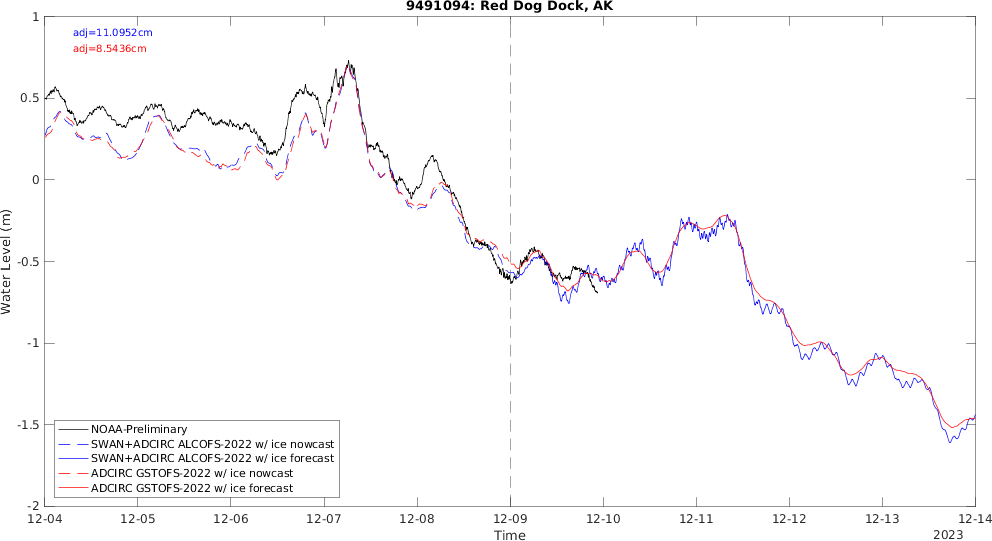 9491094: Red Dog Dock, AK
adj=11.0952cm
adj=8.5436cm
Water Level (m)
1
0.5
0
-0.5
-1
-1.5
-2
NOAA-Preliminary
SWAN+ADCIRC ALCOFS-2022 w/ ice nowcast
SWAN+ADCIRC ALCOFS-2022 w/ ice forecast
ADCIRC GSTOFS-2022 w/ ice nowcast
ADCIRC GSTOFS-2022 w/ ice forecast
12-04 12-05 12-06 12-07 12-08 12-09 12-10 12-11 12-12 12-13 12-14
Time
2023